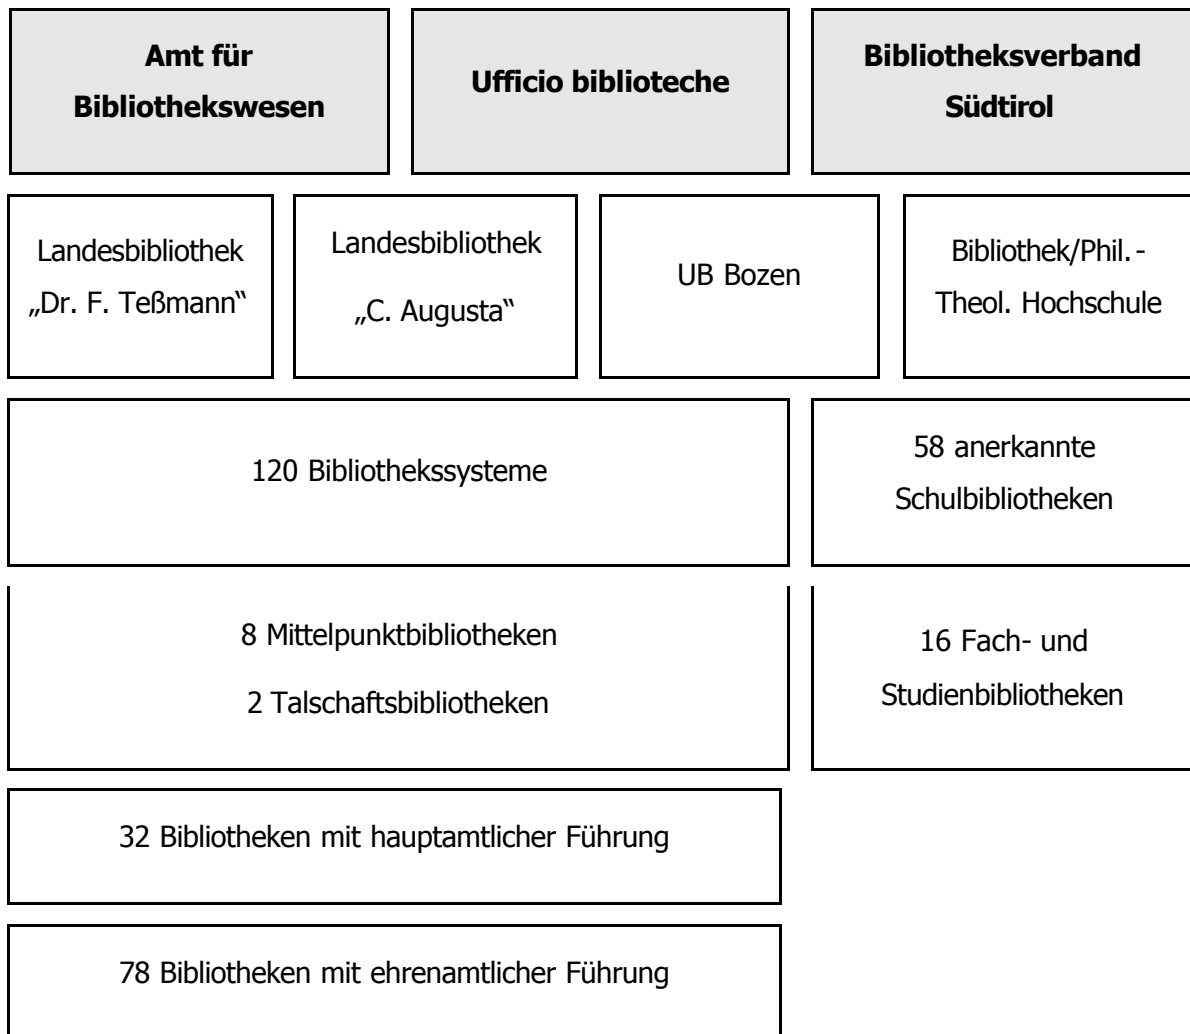 Amt für
Bibliothekswesen
Ufficio biblioteche
Bibliotheksverband
Südtirol
Landesbibliothek
„Dr. F. Teßmann“
Landesbibliothek
„C. Augusta“
UB Bozen
Bibliothek/Phil.-
Theol. Hochschule
120 Bibliothekssysteme
58 anerkannte
Schulbibliotheken
8 Mittelpunktbibliotheken
2 Talschaftsbibliotheken
16 Fach- und
Studienbibliotheken
32 Bibliotheken mit hauptamtlicher Führung
78 Bibliotheken mit ehrenamtlicher Führung